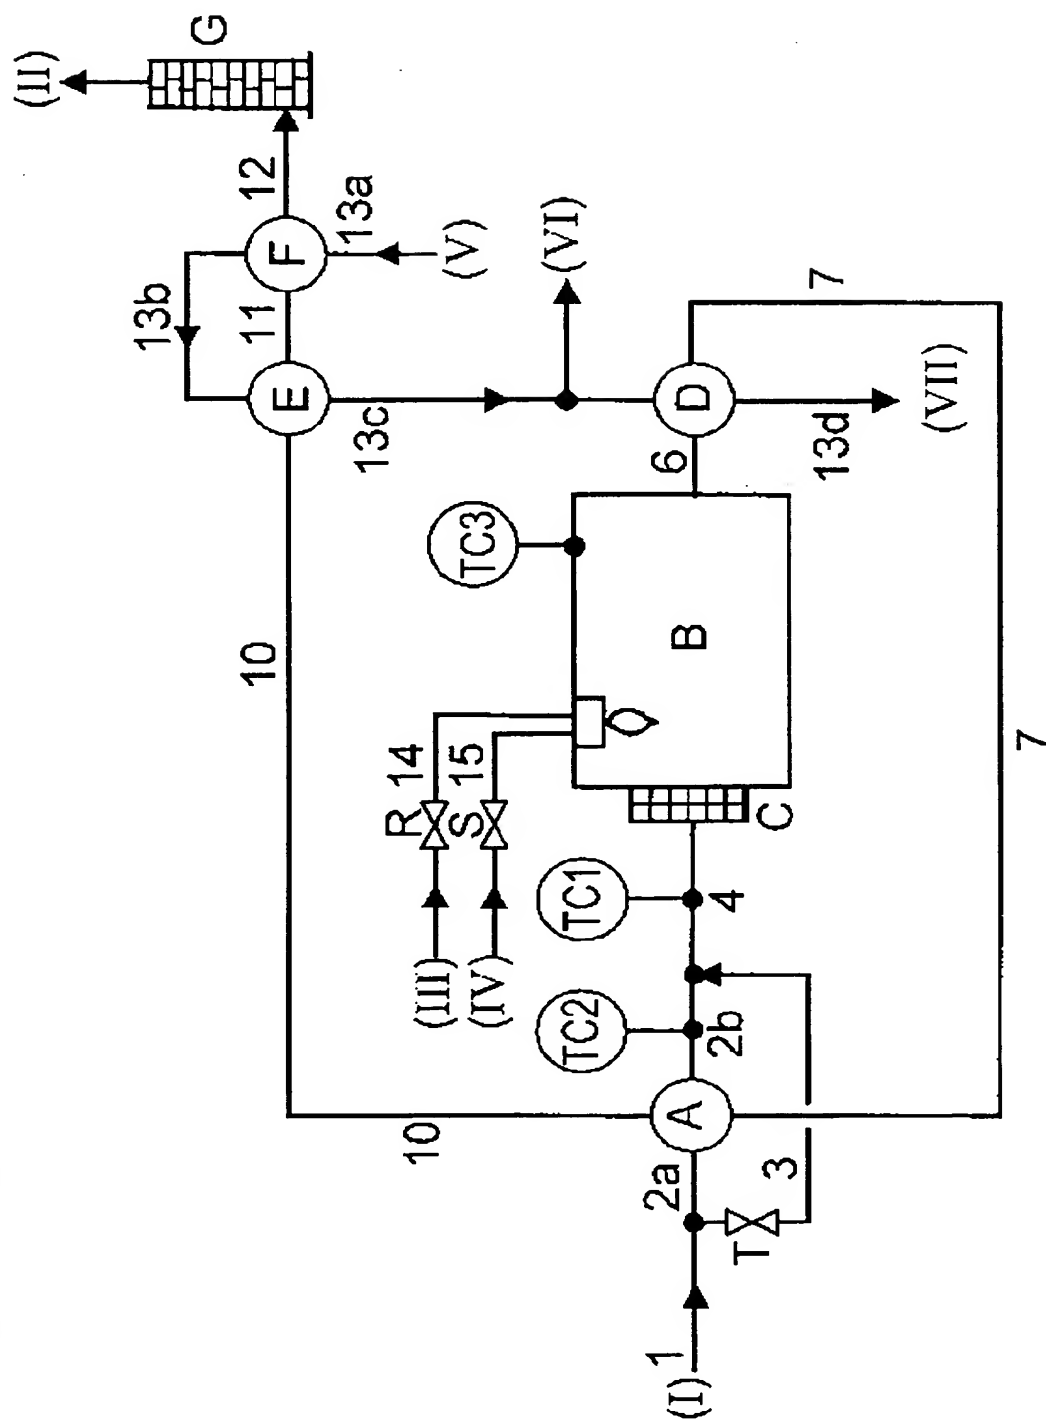 (I)
1
2a
T
3
A
10
10
2b
TC2
4
TC1
(III)
(IV)
R
14
S
15
C
B
TC3
6
D
7
7
13d
(VII)
(VI)
13c
E
11
13b
F
12
13a
(V)
G
(II)